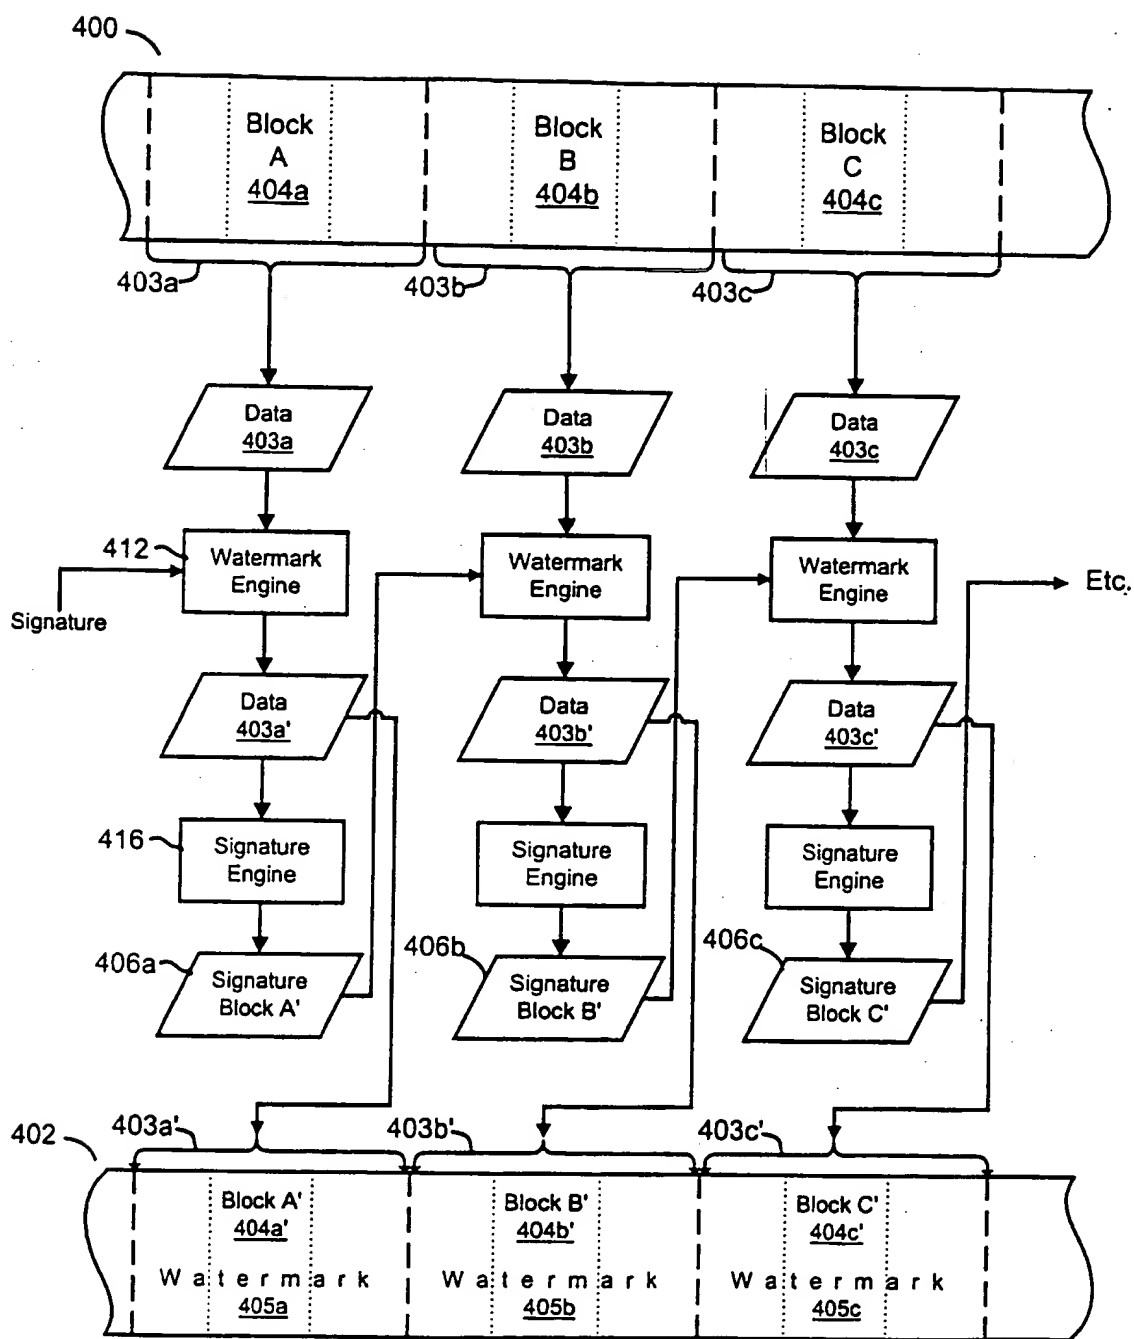 400
Block
A
404a
Block
B
404b
Block
C
404c
403a
403b
403c
Data
403a
Data
403b
Data
403c
412
Watermark
Engine
Watermark
Engine
Watermark
Engine
Signature
Etc.
Data
403a'
Data
403b'
Data
403c'
416
Signature
Engine
Signature
Engine
Signature
Engine
406a
Signature
Block A'
406b
Signature
Block B'
406c
Signature
Block C'
402
403a'
403b'
403c'
Block A'
404a'
Block B'
404b'
Block C'
404c'
Watermark
405a
Watermark
405b
Watermark
405c